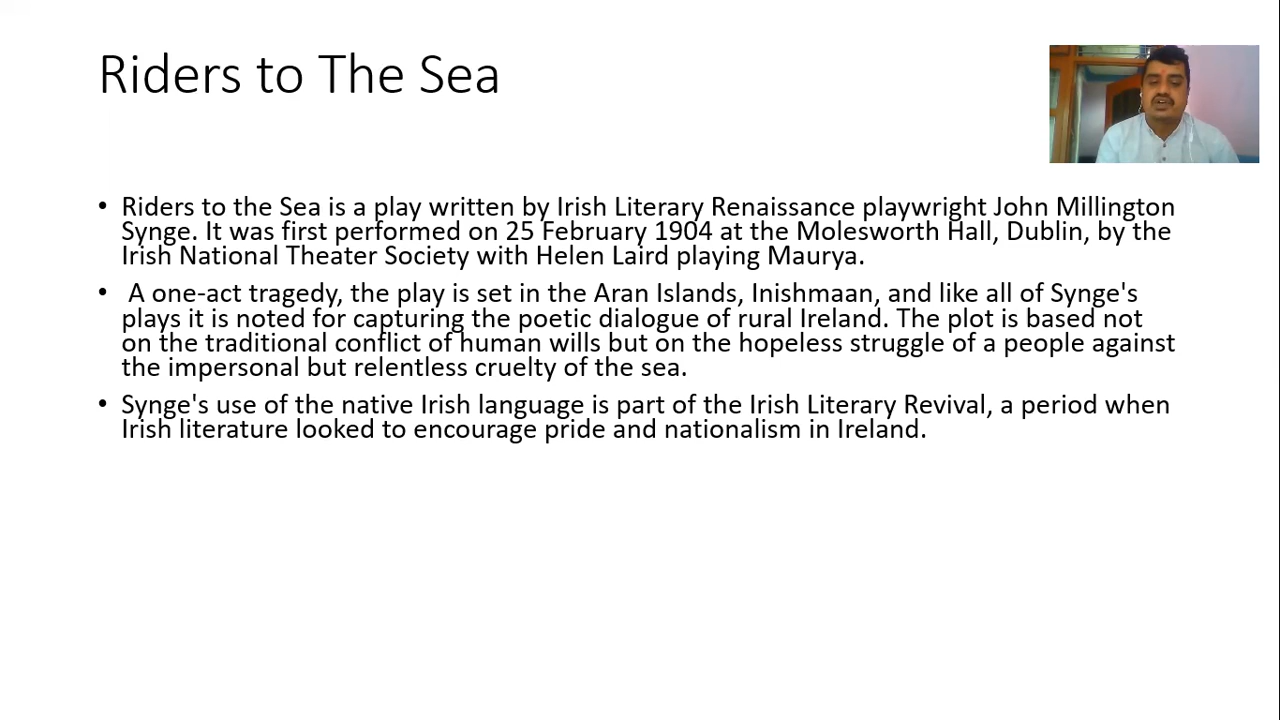 Riders to The Sea
• Riders to the Sea is a play written by Irish Literary Renaissance playwright John Millington
Synge. It was first performed on 25 February 1904 at the Molesworth Hall, Dublin, by the
Irish National Theater Society with Helen Laird playing Maurya.
• A one-act tragedy, the play is set in the Aran Islands, Inishmaan, and like all of Synge's
plays it is noted for capturing the poetic dialogue of rural Ireland. The plot is based not
on the traditional conflict of human wills but on the hopeless struggle of a people against
the impersonal but relentless cruelty of the sea.
• Synge's use of the native Irish language is part of the Irish Literary Revival, a period when
Irish literature looked to encourage pride and nationalism in Ireland.